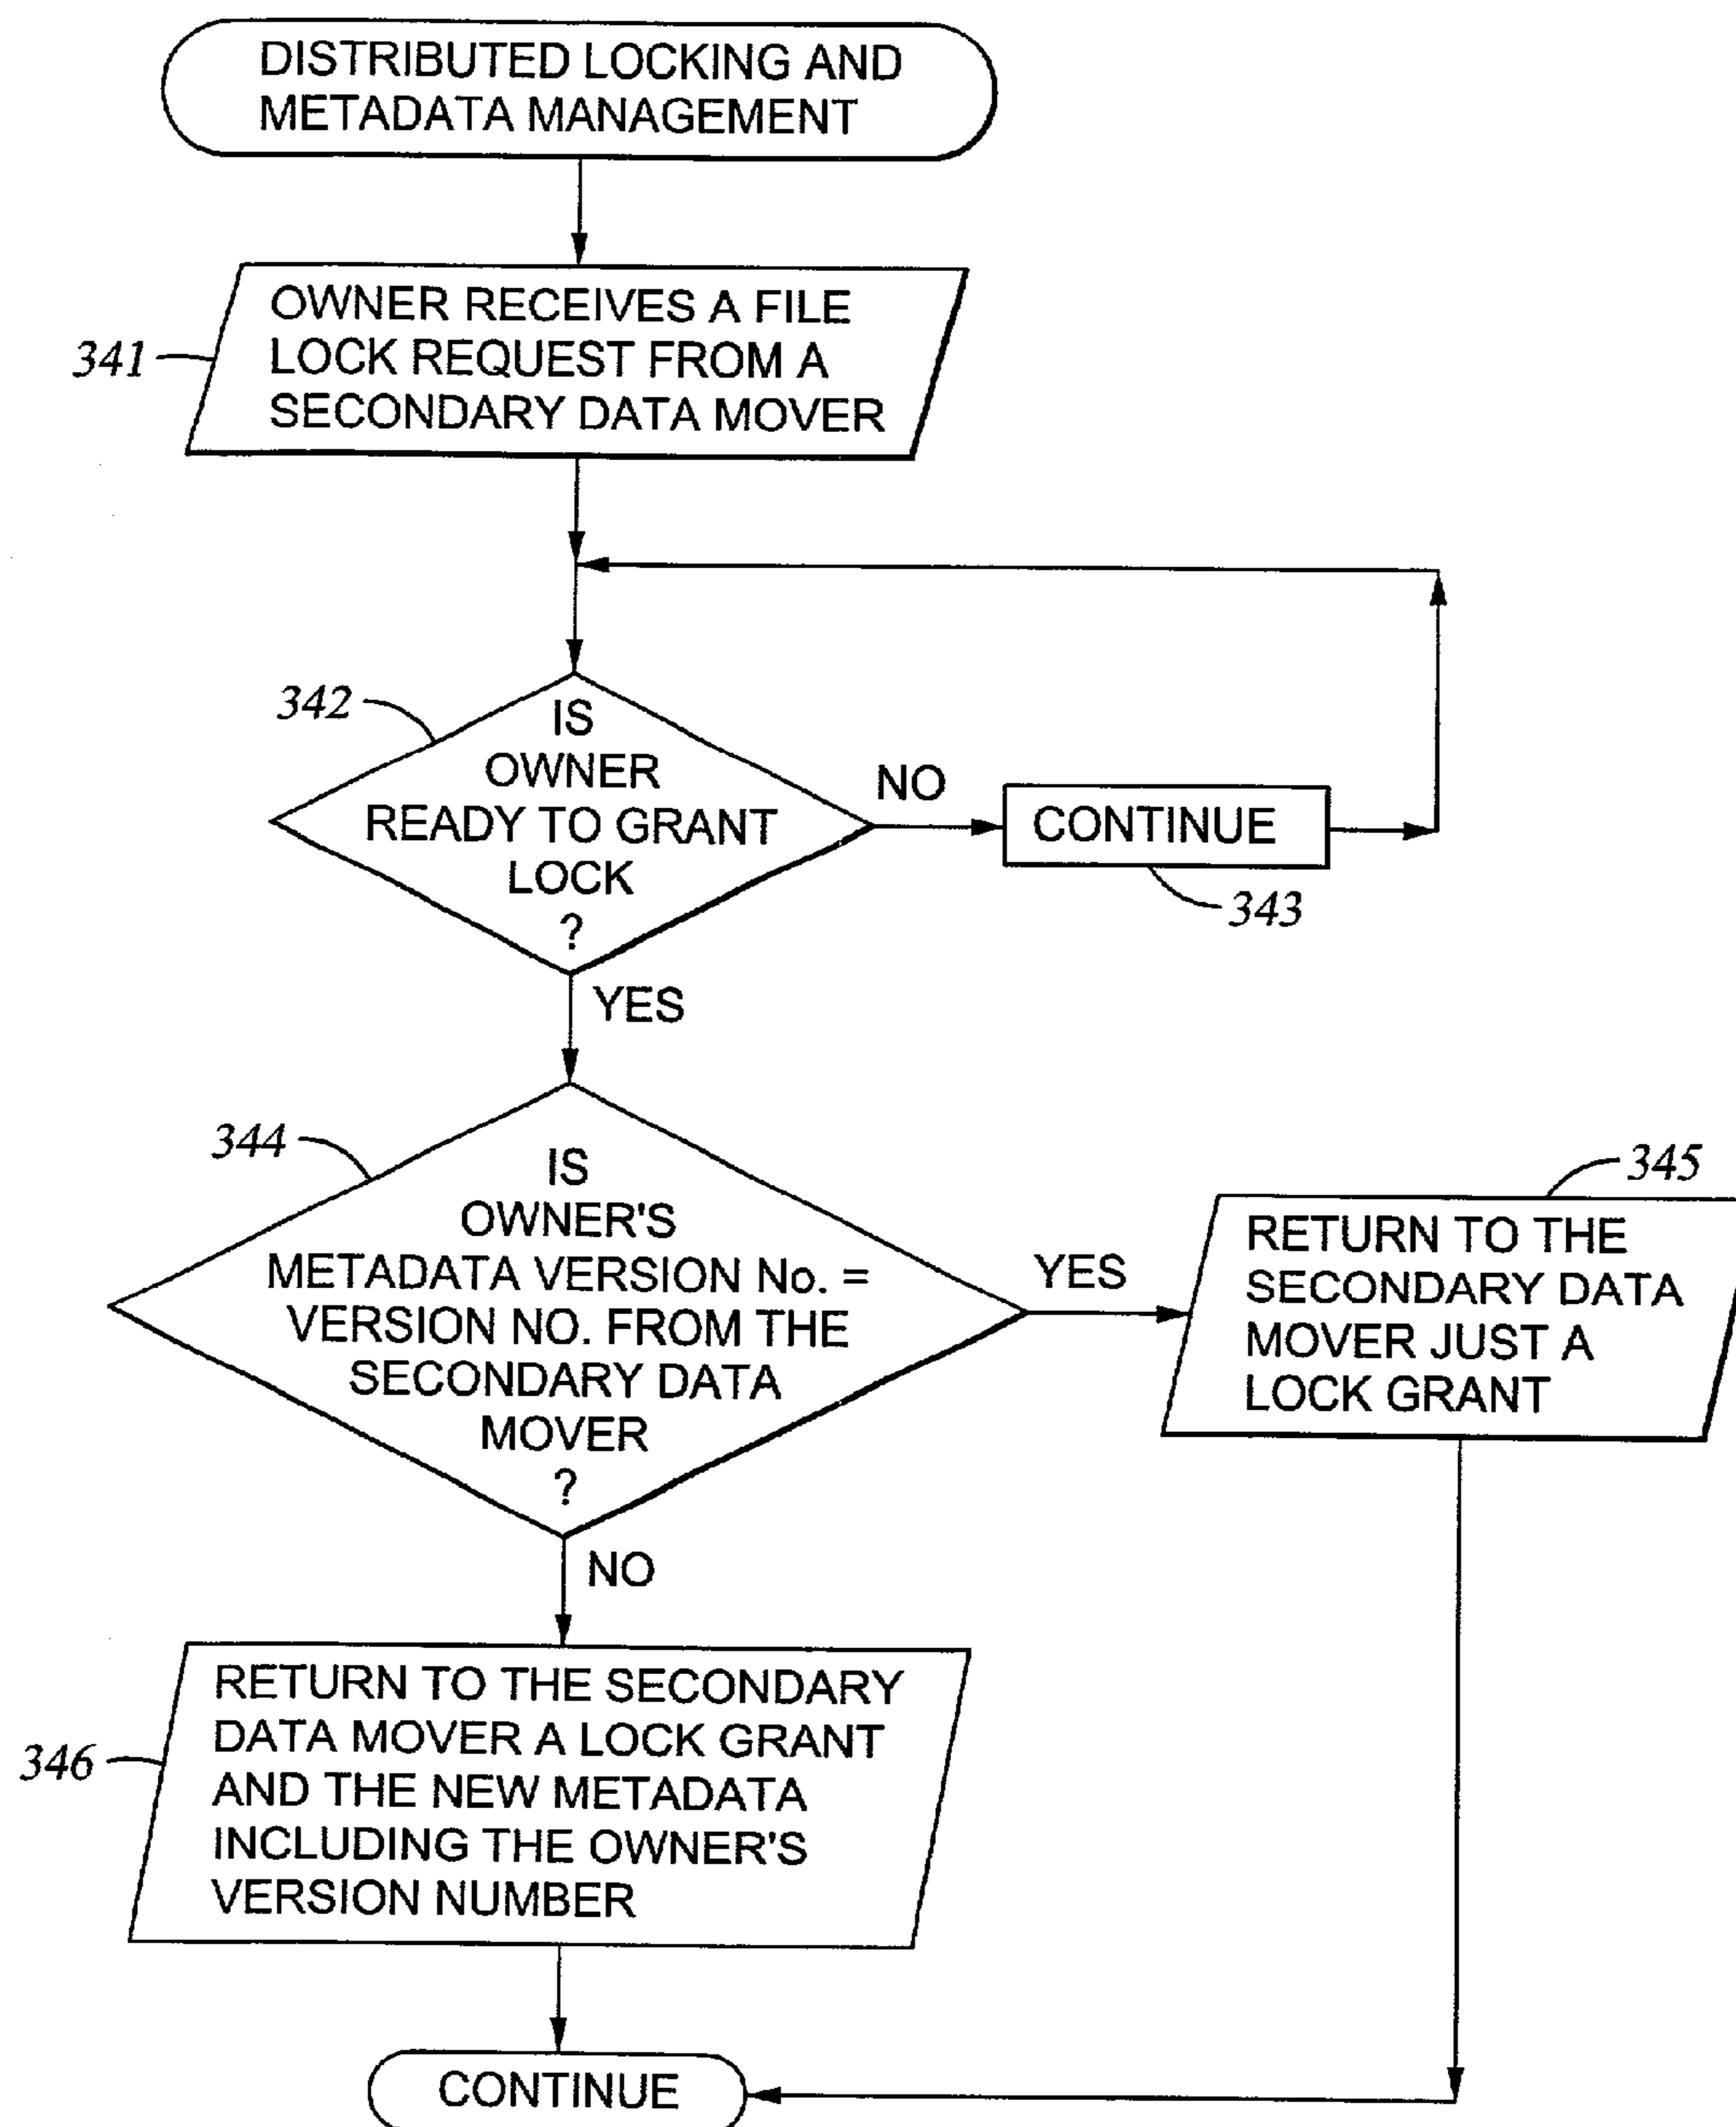 DISTRIBUTED LOCKING AND
METADATA MANAGEMENT
OWNER RECEIVES A FILE
LOCK REQUEST FROM A
SECONDARY DATA MOVER
341
342
IS
OWNER
READY TO GRANT
LOCK
?
NO
CONTINUE
343
YES
344
IS
OWNER'S
METADATA VERSION No. =
VERSION NO. FROM THE
SECONDARY DATA
MOVER
?
YES
345
RETURN TO THE
SECONDARY DATA
MOVER JUST A
LOCK GRANT
NO
346
RETURN TO THE SECONDARY
DATA MOVER A LOCK GRANT
AND THE NEW METADATA
INCLUDING THE OWNER'S
VERSION NUMBER
CONTINUE